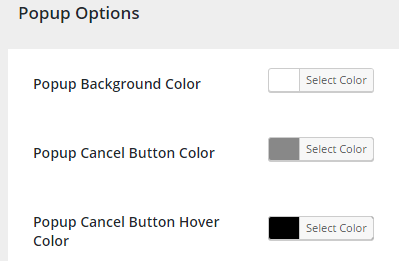 Popup Options
Popup Background Color
Select Color
Popup Cancel Button Color
Select Color
Popup Cancel Button Hover
Color
Select Color